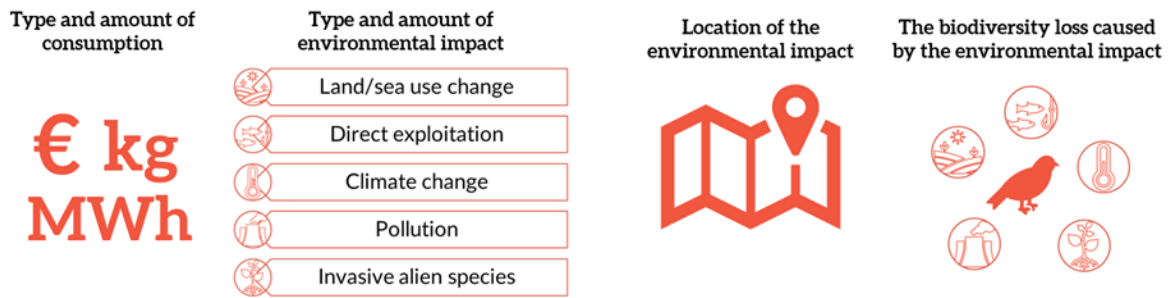 Type and amount of
consumption
€ kg
MWh
Type and amount of
environmental impact
Land/sea use change
Direct exploitation
Climate change
Pollution
Invasive alien species
Location of the
environmental impact
The biodiversity loss caused
by the environmental impact